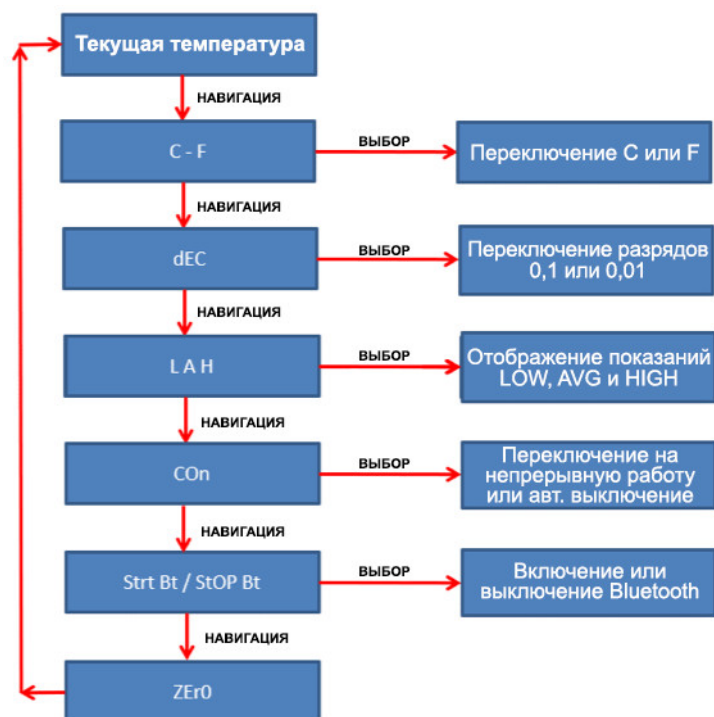 Текущая температура
НАВИГАЦИЯ
C - F
ВЫБОР
Переключение C или F
НАВИГАЦИЯ
dEC
ВЫБОР
Переключение разрядов
0,1 или 0,01
НАВИГАЦИЯ
L A H
ВЫБОР
Отображение показаний
LOW, AVG и HIGH
НАВИГАЦИЯ
COn
ВЫБОР
Переключение на
непрерывную работу
или авт. выключение
НАВИГАЦИЯ
Strt Bt / StOP Bt
ВЫБОР
Включение или
выключение Bluetooth
НАВИГАЦИЯ
ZEr0